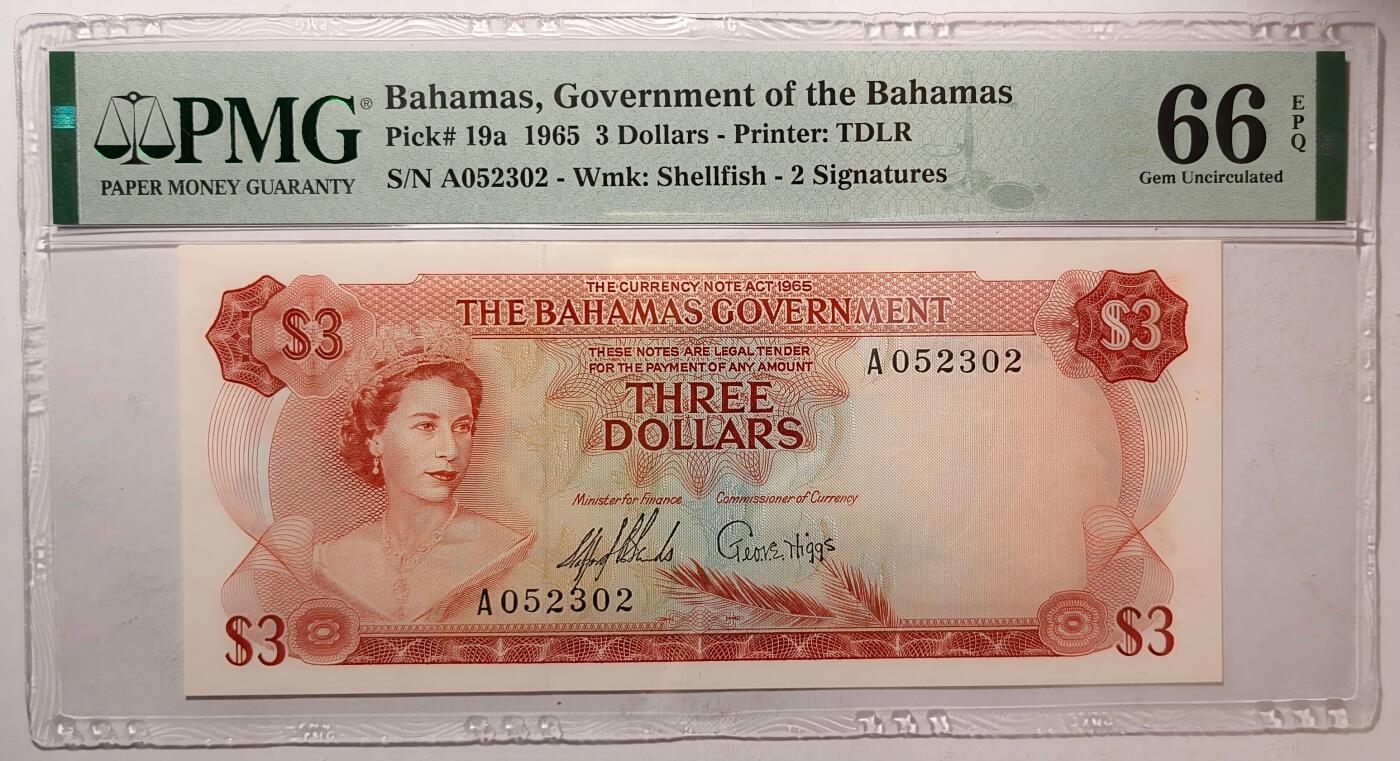 PMG®
PAPER MONEY GUARANTY
Bahamas, Government of the Bahamas
Pick# 19a 1965 3 Dollars - Printer: TDLR
S/N A052302 - Wmk: Shellfish - 2 Signatures
66
EPQ
Gem Uncirculated
THE CURRENCY NOTE ACT 1965
THE BAHAMAS GOVERNMENT
$3
$3
THESE NOTES ARE LEGAL TENDER
FOR THE PAYMENT OF ANY AMOUNT
A052302
THREE
DOLLARS
Minister for Finance Commissioner of Currency
Geo. Higgs
A052302
$3
$3